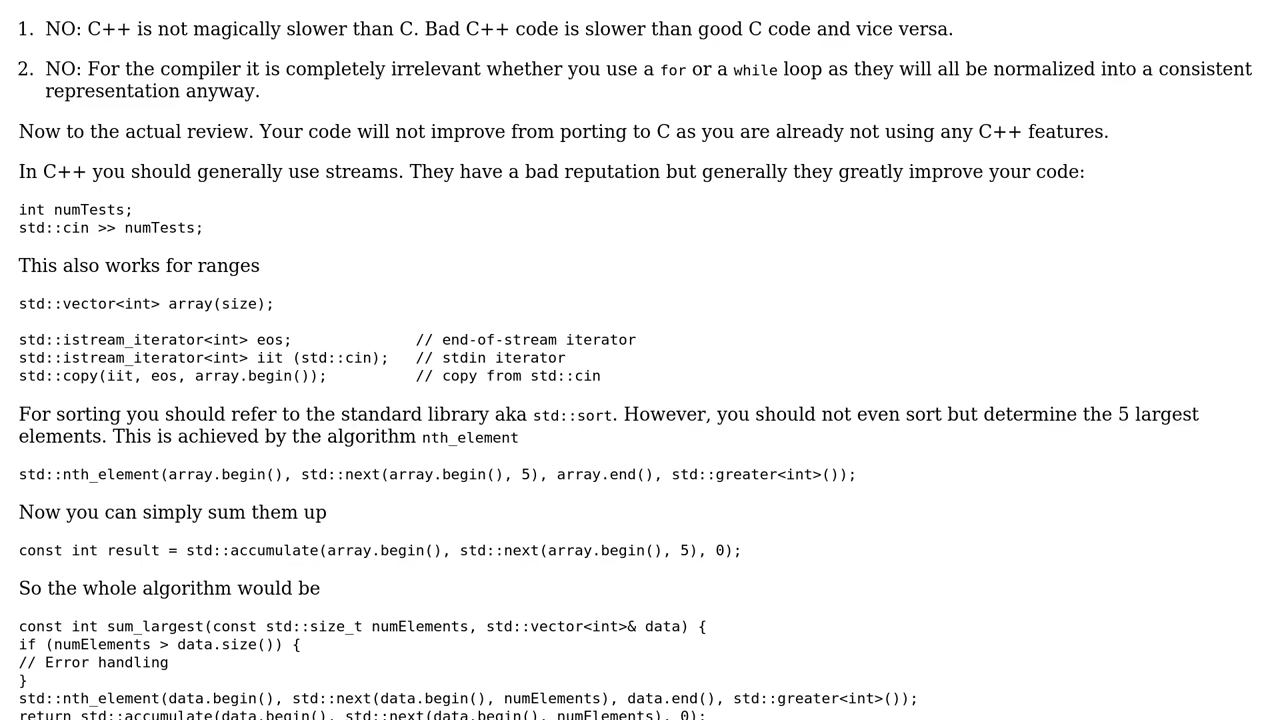 1. NO: C++ is not magically slower than C. Bad C++ code is slower than good C code and vice versa.
2. NO: For the compiler it is completely irrelevant whether you use a for or a while loop as they will all be normalized into a consistent
representation anyway.
Now to the actual review. Your code will not improve from porting to C as you are already not using any C++ features.
In C++ you should generally use streams. They have a bad reputation but generally they greatly improve your code:
int numTests;
std::cin >> numTests;
This also works for ranges
std::vector<int> array(size);
std::istream_iterator<int> eos;              // end-of-stream iterator
std::istream_iterator<int> iit (std::cin);   // stdin iterator
std::copy(iit, eos, array.begin());          // copy from std::cin
For sorting you should refer to the standard library aka std::sort. However, you should not even sort but determine the 5 largest
elements. This is achieved by the algorithm nth_element
std::nth_element(array.begin(), std::next(array.begin(), 5), array.end(), std::greater<int>());
Now you can simply sum them up
const int result = std::accumulate(array.begin(), std::next(array.begin(), 5), 0);
So the whole algorithm would be
const int sum_largest(const std::size_t numElements, std::vector<int>& data) {
if (numElements > data.size()) {
// Error handling
}
std::nth_element(data.begin(), std::next(data.begin(), numElements), data.end(), std::greater<int>());
return std::accumulate(data.begin(), std::next(data.begin(), numElements), 0);